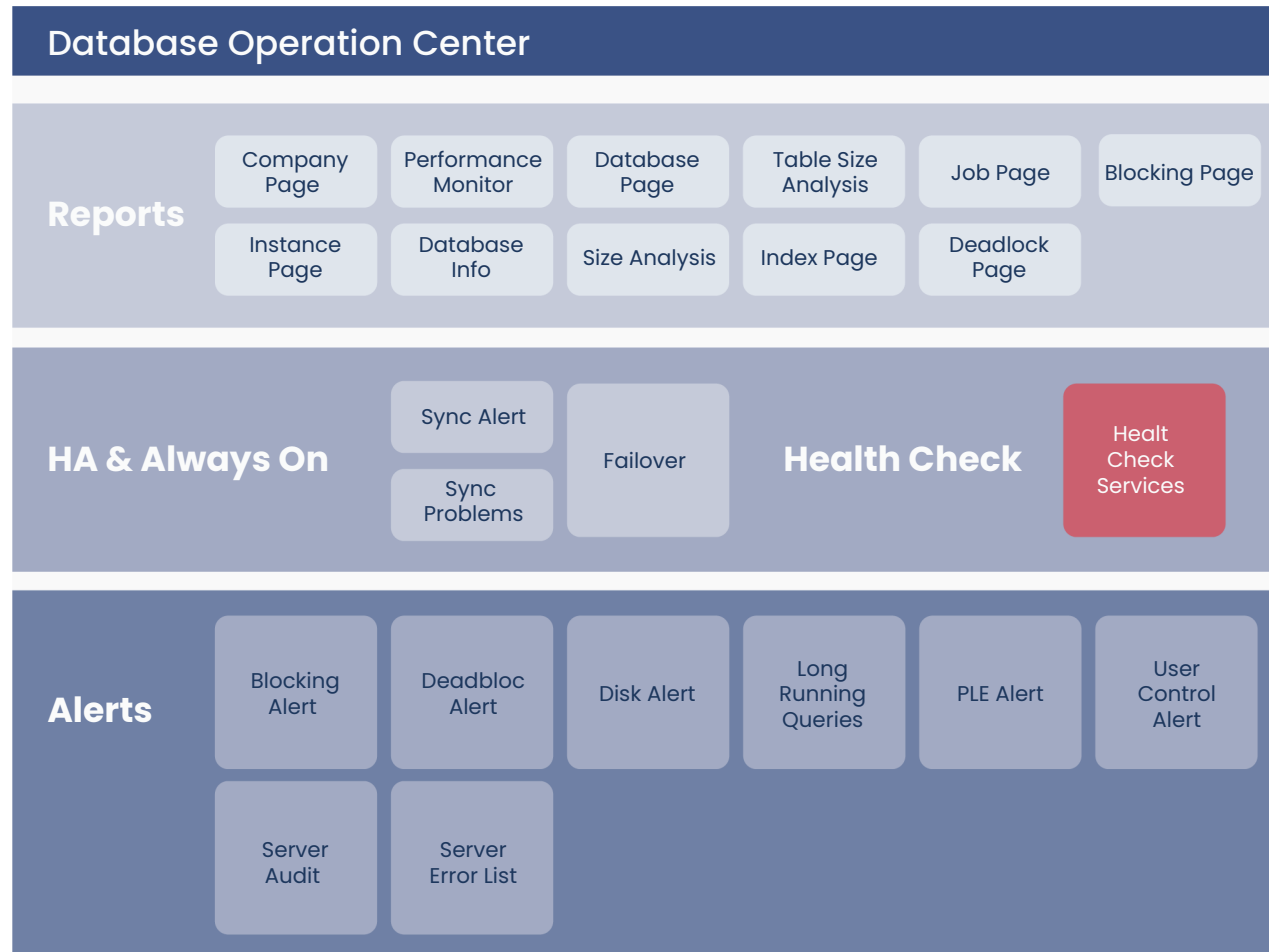 Database Operation Center
Reports
Company
Page
Performance
Monitor
Database
Page
Table Size
Analysis
Job Page
Blocking Page
Instance
Page
Database
Info
Size Analysis
Index Page
Deadlock
Page
HA & Always On
Sync Alert
Sync
Problems
Failover
Health Check
Healt
Check
Services
Alerts
Blocking
Alert
Deadbloc
Alert
Disk Alert
Long
Running
Queries
PLE Alert
User
Control
Alert
Server
Audit
Server
Error List